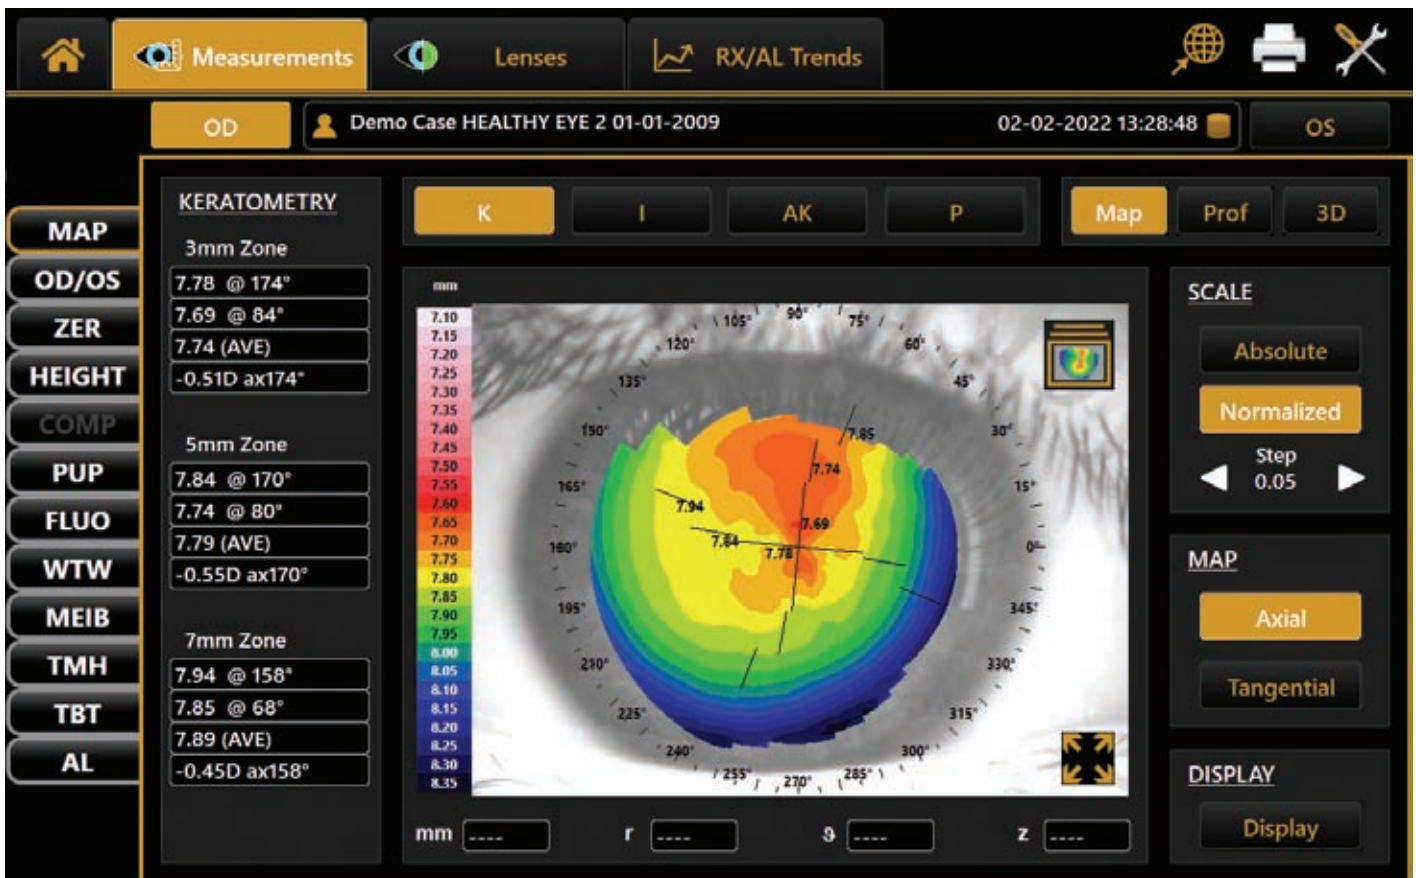 Measurements
Lenses
RX/AL Trends
OD
Demo Case HEALTHY EYE 2 01-01-2009
02-02-2022 13:28:48
OS
MAP
OD/OS
ZER
HEIGHT
COMP
PUP
FLUO
WTW
MEIB
TMH
TBT
AL
KERATOMETRY
3mm Zone
7.78 @ 174°
7.69 @ 84°
7.74 (AVE)
-0.51D ax174°
5mm Zone
7.84 @ 170°
7.74 @ 80°
7.79 (AVE)
-0.55D ax170°
7mm Zone
7.94 @ 158°
7.85 @ 68°
7.89 (AVE)
-0.45D ax158°
K
I
AK
P
Map
Prof
3D
mm
7.10
7.15
7.20
7.25
7.30
7.35
7.40
7.45
7.50
7.55
7.60
7.65
7.70
7.75
7.80
7.85
7.90
7.95
8.00
8.05
8.10
8.15
8.20
8.25
8.30
8.35
90°
105°
75°
120°
60°
135°
45°
150°
30°
165°
15°
180°
0°
195°
345°
210°
330°
225°
315°
240°
300°
255°
270°
285°
7.85
7.74
7.94
7.69
7.84
7.78
mm ----
r ----
θ ----
z ----
SCALE
Absolute
Normalized
Step
0.05
MAP
Axial
Tangential
DISPLAY
Display